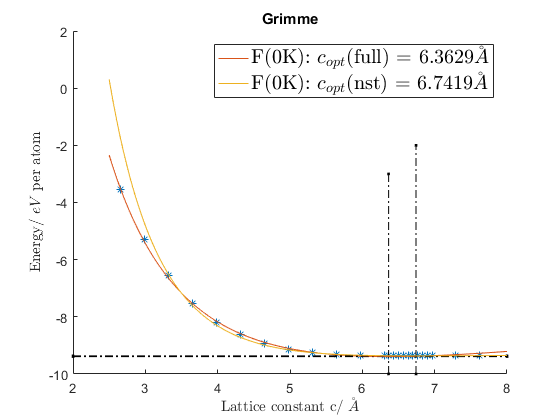 Grimme
F(0K): c_opt(full) = 6.3629Å
F(0K): c_opt(nst) = 6.7419Å
Energy/ eV per atom
2
0
-2
-4
-6
-8
-10
2 3 4 5 6 7 8
Lattice constant c/ Å